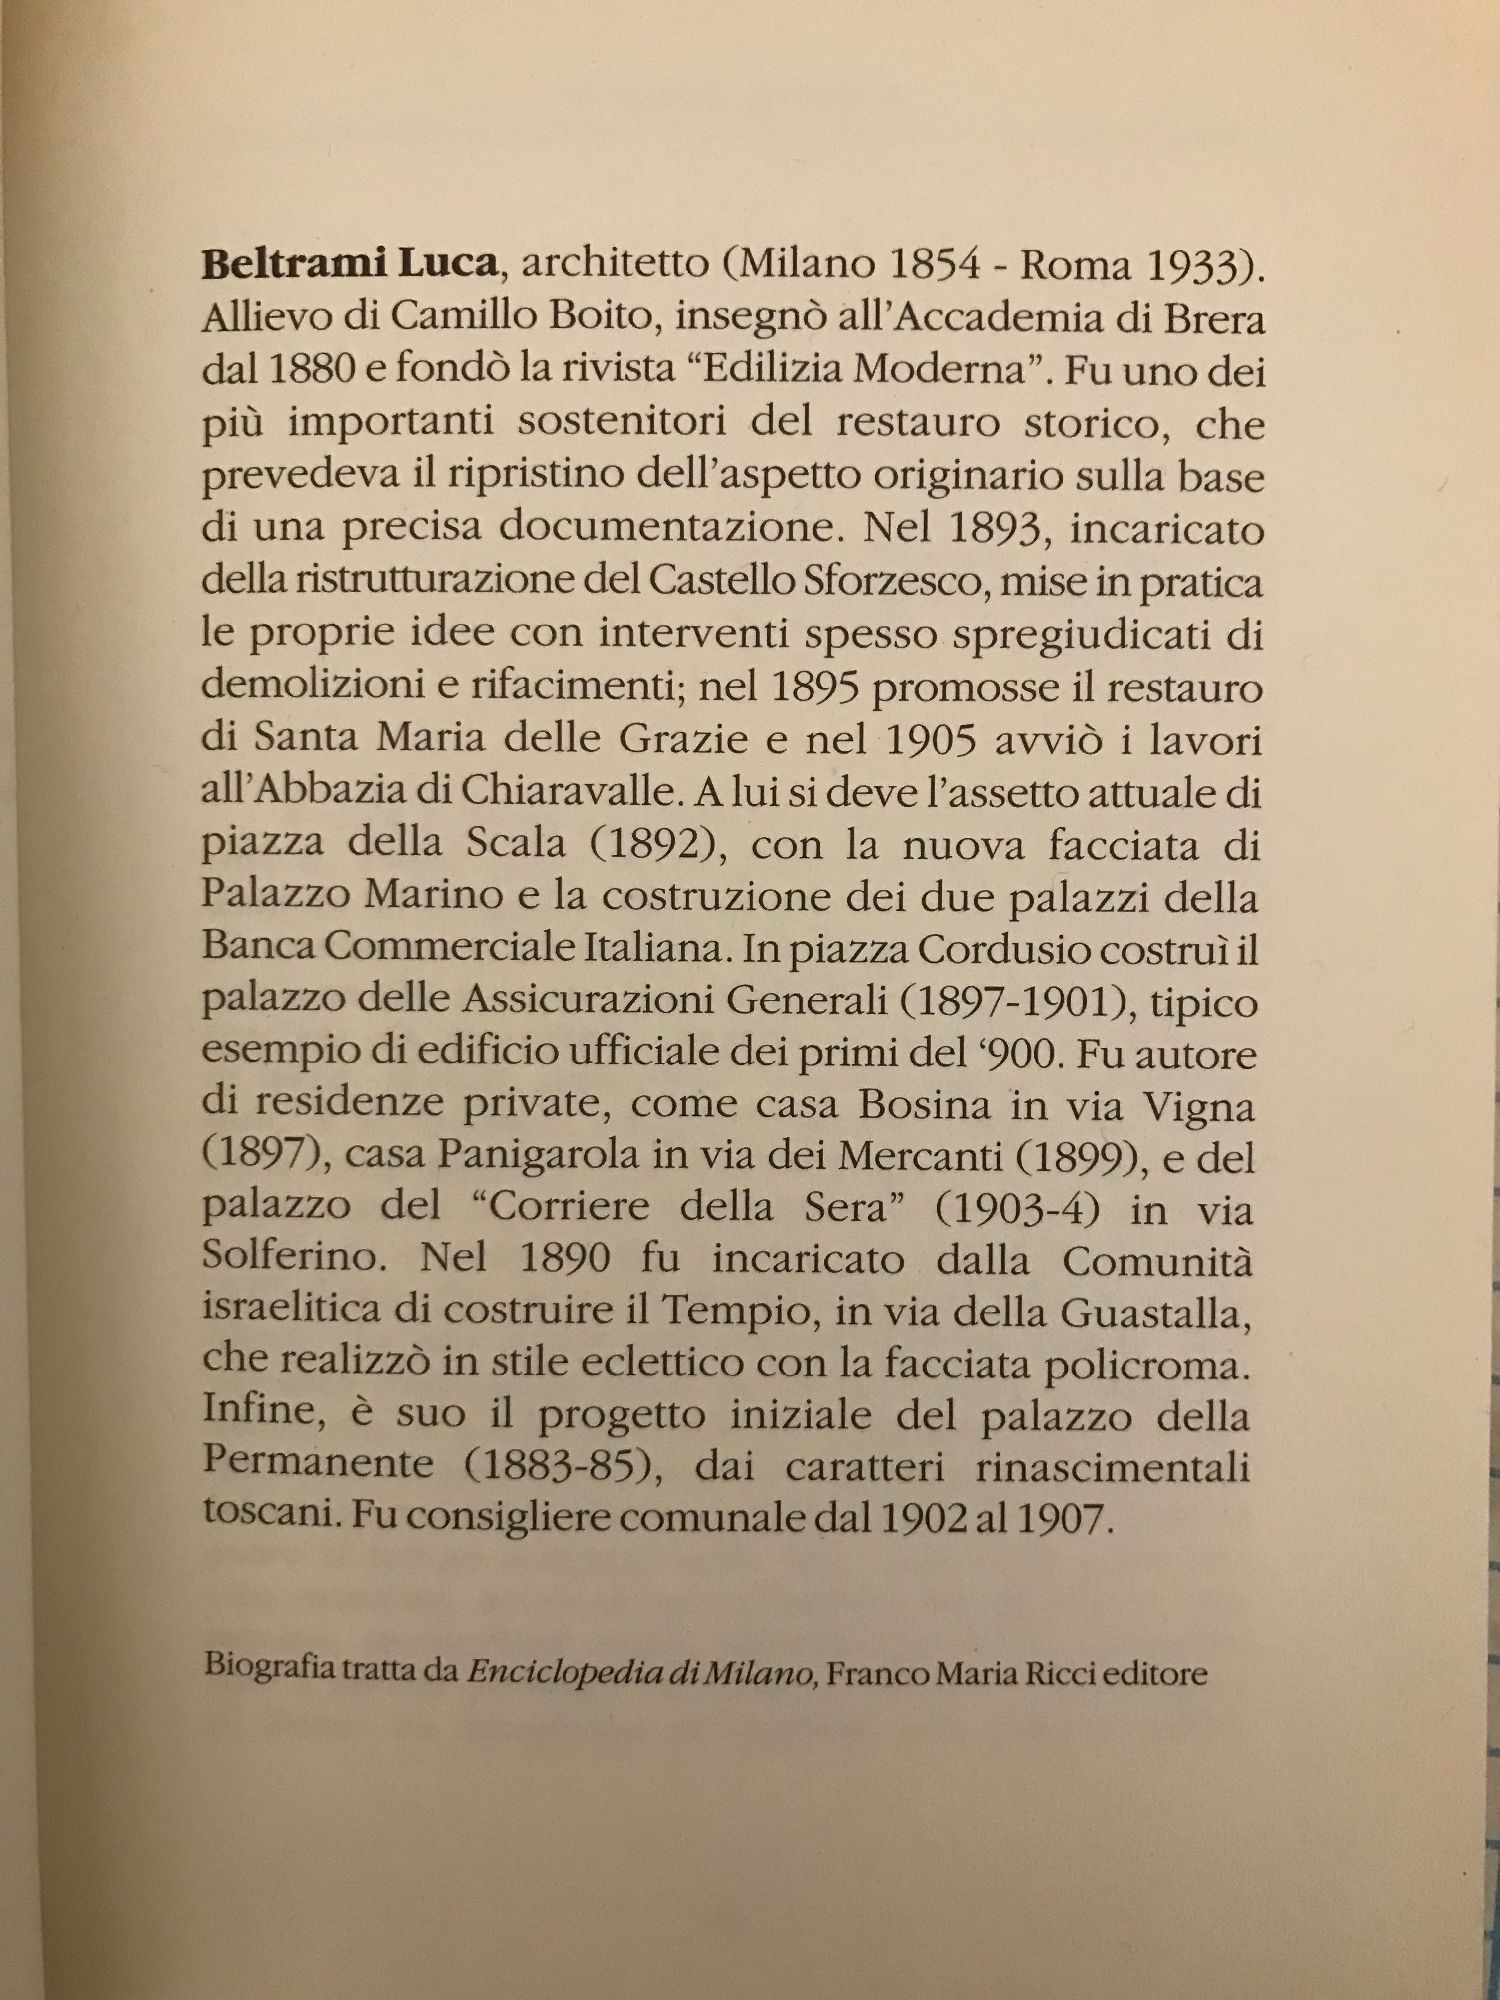 Beltrami Luca, architetto (Milano 1854 - Roma 1933).
Allievo di Camillo Boito, insegnò all'Accademia di Brera
dal 1880 e fondò la rivista “Edilizia Moderna”. Fu uno dei
più importanti sostenitori del restauro storico, che
prevedeva il ripristino dell'aspetto originario sulla base
di una precisa documentazione. Nel 1893, incaricato
della ristrutturazione del Castello Sforzesco, mise in pratica
le proprie idee con interventi spesso spregiudicati di
demolizioni e rifacimenti; nel 1895 promosse il restauro
di Santa Maria delle Grazie e nel 1905 avviò i lavori
all'Abbazia di Chiaravalle. A lui si deve l'assetto attuale di
piazza della Scala (1892), con la nuova facciata di
Palazzo Marino e la costruzione dei due palazzi della
Banca Commerciale Italiana. In piazza Cordusio costruì il
palazzo delle Assicurazioni Generali (1897-1901), tipico
esempio di edificio ufficiale dei primi del ‘900. Fu autore
di residenze private, come casa Bosina in via Vigna
(1897), casa Panigarola in via dei Mercanti (1899), e del
palazzo del “Corriere della Sera” (1903-4) in via
Solferino. Nel 1890 fu incaricato dalla Comunità
israelitica di costruire il Tempio, in via della Guastalla,
che realizzò in stile eclettico con la facciata policroma.
Infine, è suo il progetto iniziale del palazzo della
Permanente (1883-85), dai caratteri rinascimentali
toscani. Fu consigliere comunale dal 1902 al 1907.
Biografia tratta da Enciclopedia di Milano, Franco Maria Ricci editore